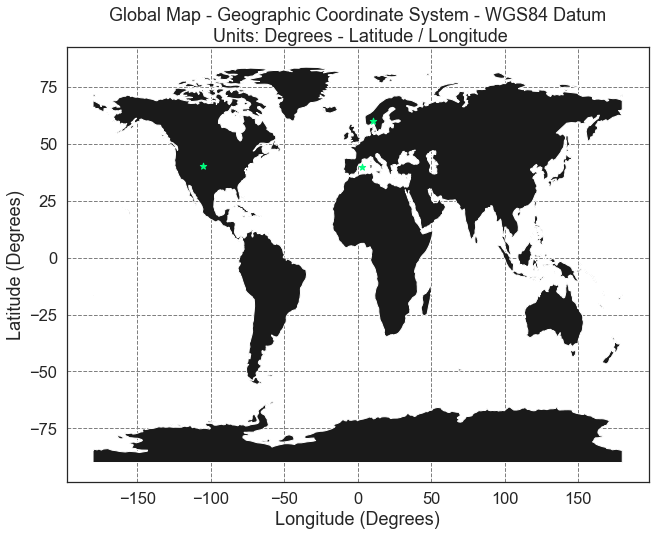 Global Map - Geographic Coordinate System - WGS84 Datum
Units: Degrees - Latitude / Longitude
75
50
25
0
−25
−50
−75
Latitude (Degrees)
−150 −100 −50 0 50 100 150
Longitude (Degrees)